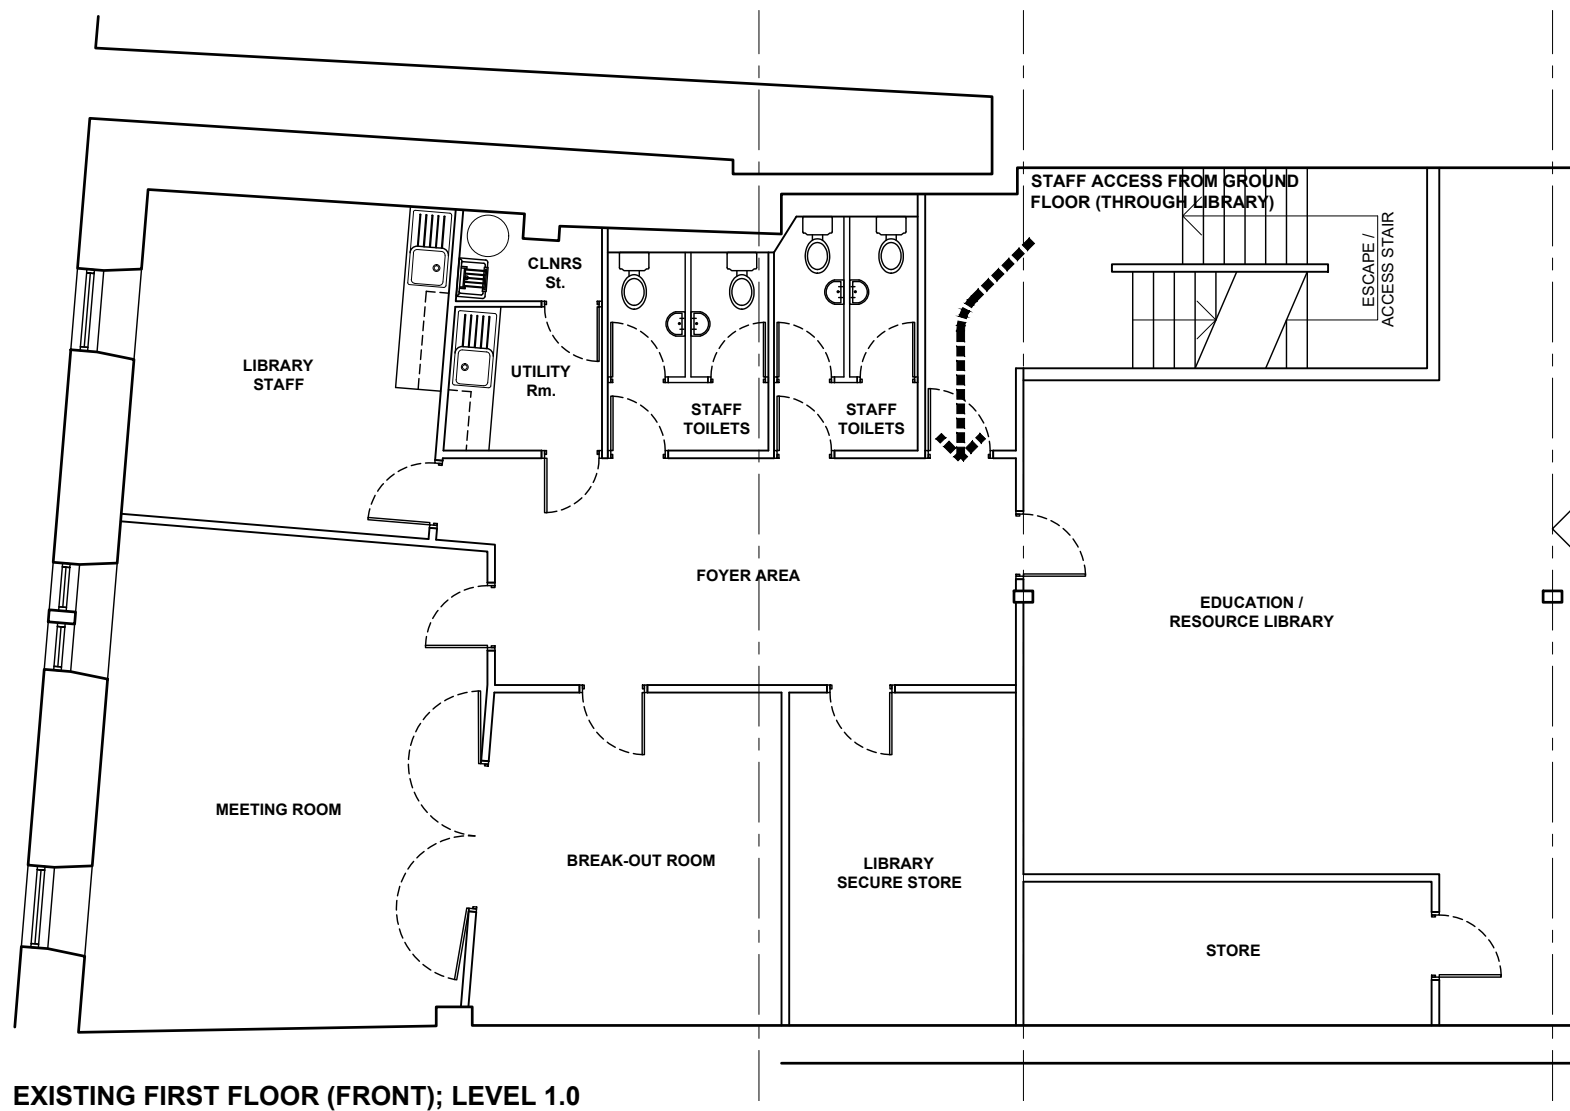 STAFF ACCESS FROM GROUND
FLOOR (THROUGH LIBRARY)
ESCAPE /
ACCESS STAIR
CLNRS
St.
LIBRARY
STAFF
UTILITY
Rm.
STAFF
TOILETS
STAFF
TOILETS
FOYER AREA
EDUCATION /
RESOURCE LIBRARY
MEETING ROOM
BREAK-OUT ROOM
LIBRARY
SECURE STORE
STORE
EXISTING FIRST FLOOR (FRONT); LEVEL 1.0